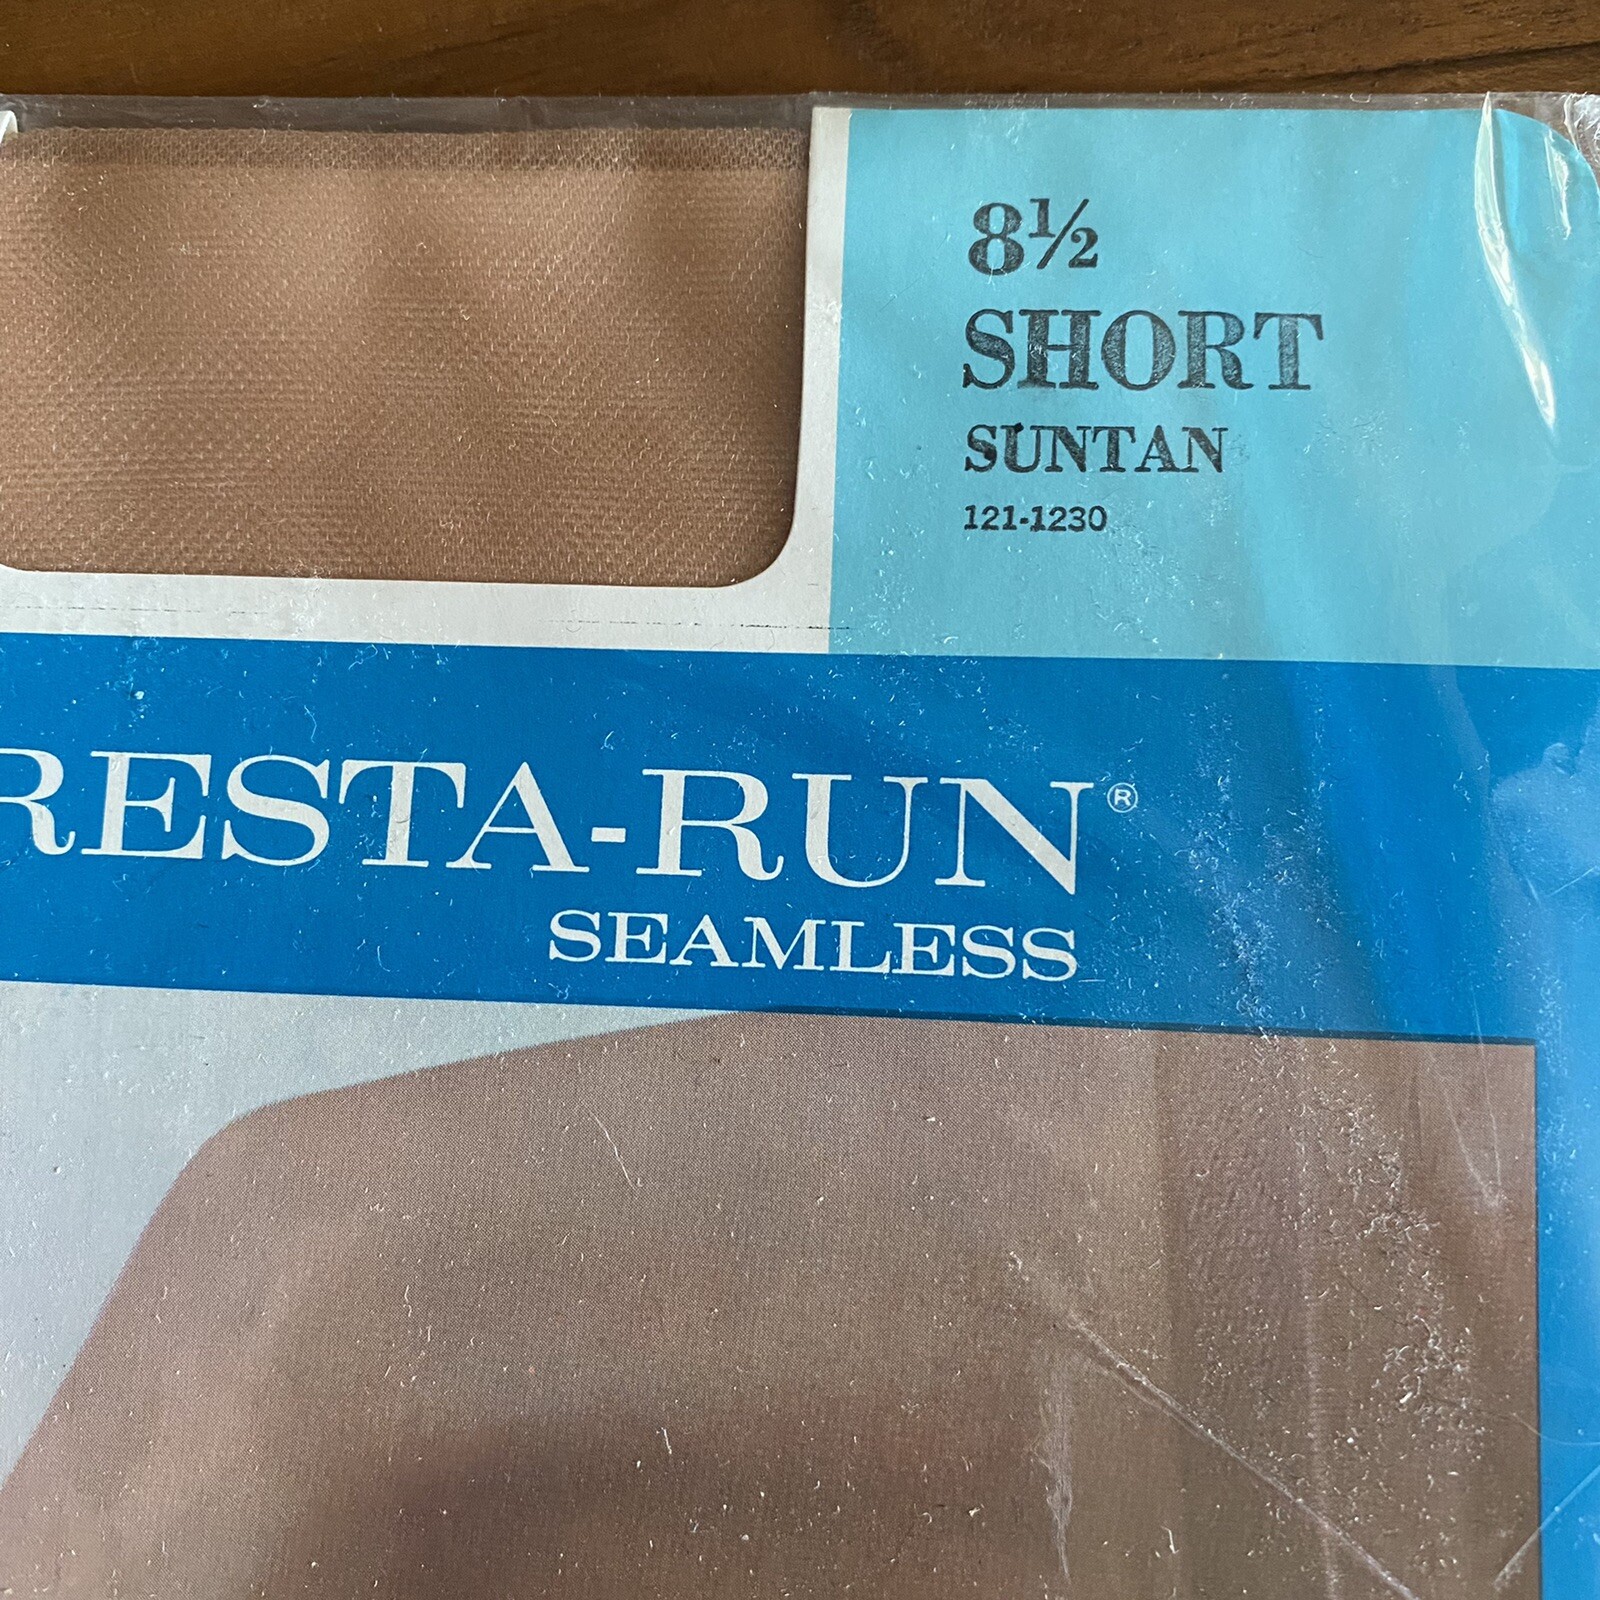 8½
SHORT
SUNTAN
121-1230
RESTA-RUN®
SEAMLESS